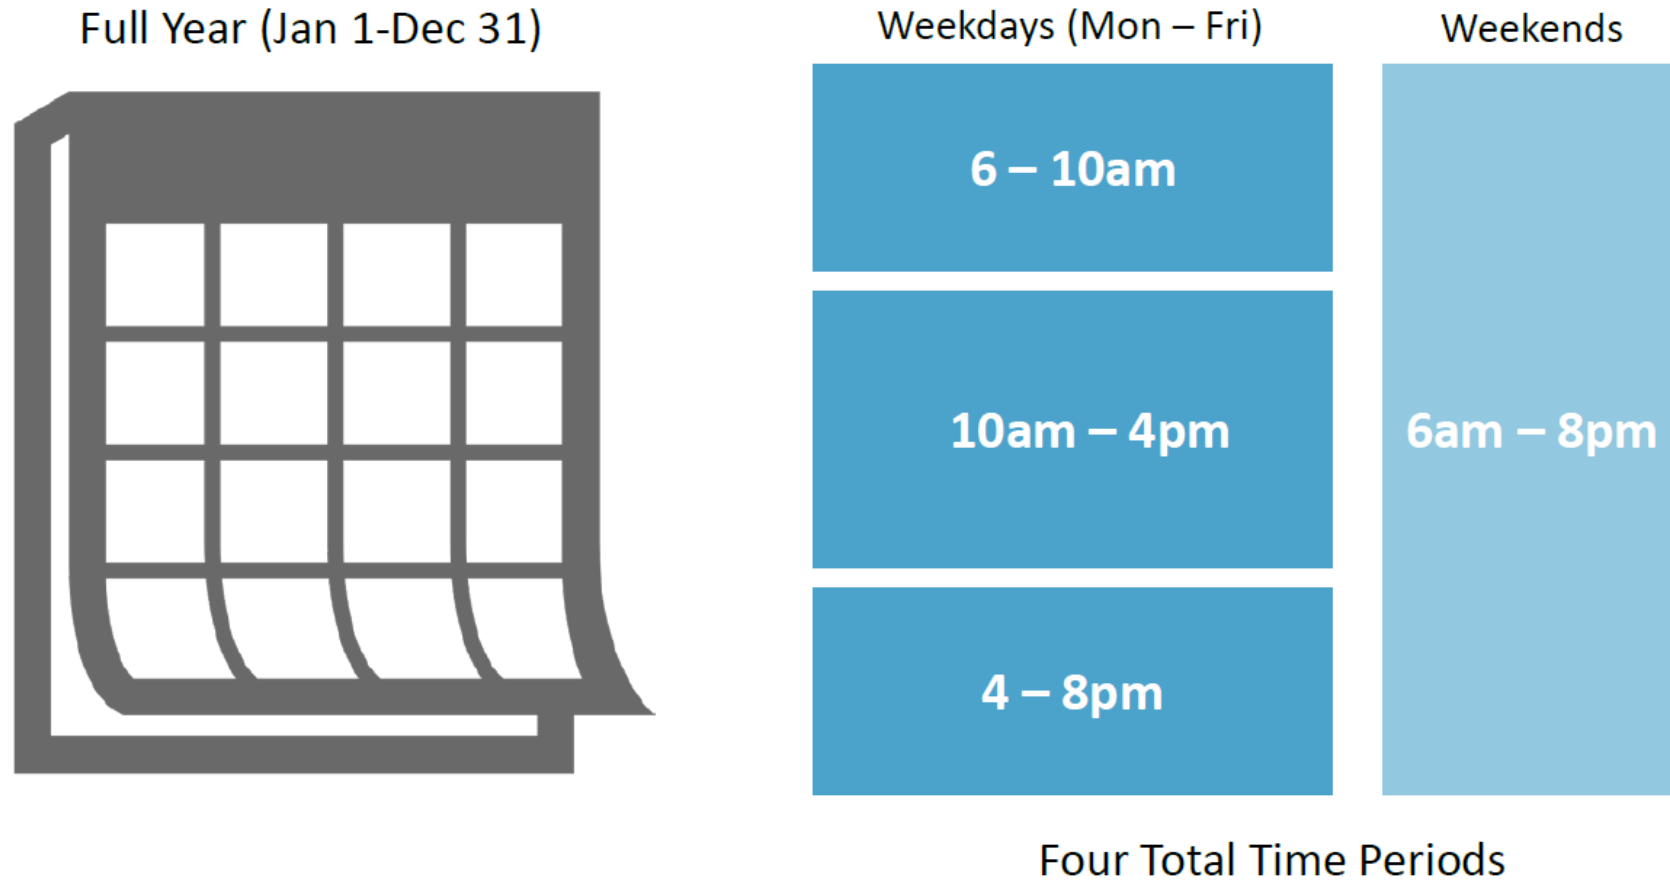 Full Year (Jan 1-Dec 31)
Weekdays (Mon – Fri)
Weekends
6 – 10am
10am – 4pm
4 – 8pm
6am – 8pm
Four Total Time Periods